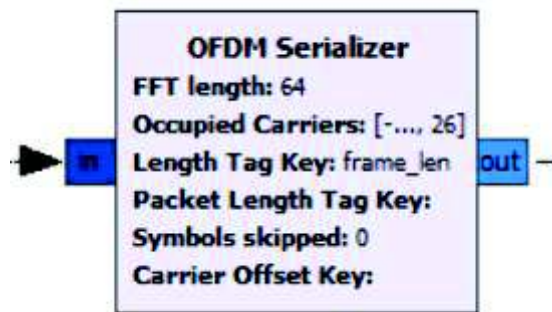 OFDM Serializer
FFT length: 64
Occupied Carriers: [-..., 26]
in
Length Tag Key: frame_len
out
Packet Length Tag Key:
Symbols skipped: 0
Carrier Offset Key: